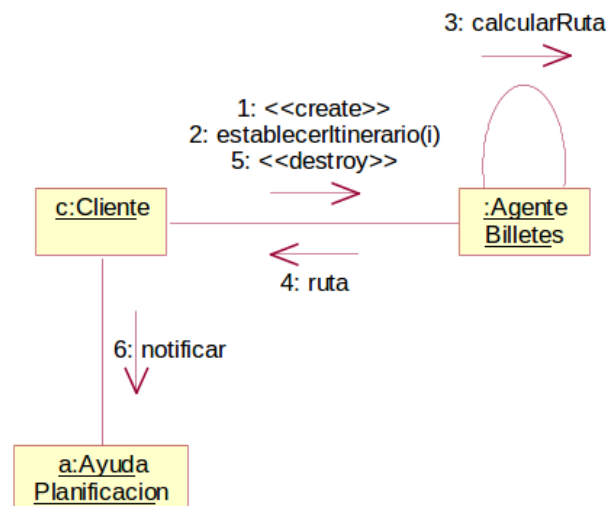 3: calcularRuta
1: <<create>>
2: establecerItinerario(i)
5: <<destroy>>
c:Cliente
:Agente
Billetes
4: ruta
6: notificar
a:Ayuda
Planificacion